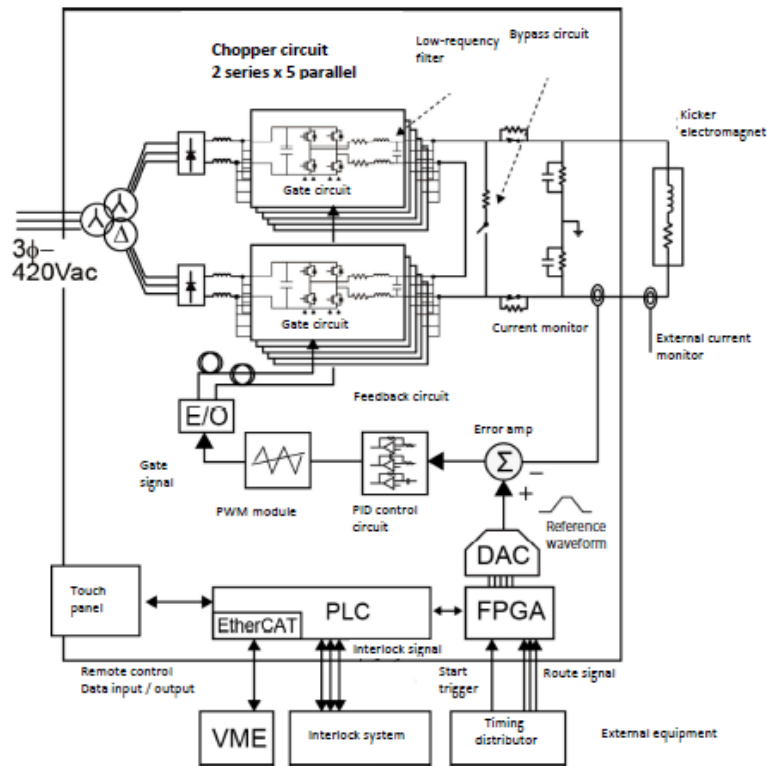 Chopper circuit
2 series x 5 parallel
Low-requency
filter
Bypass circuit
Kicker
electromagnet
Gate circuit
3ϕ−
420Vac
Gate circuit
Current monitor
External current
monitor
Feedback circuit
E/O
Error amp
Σ
−
+
Gate
signal
PWM module
PID control
circuit
Reference
waveform
DAC
Touch
panel
PLC
EtherCAT
FPGA
Interlock signal
Remote control
Data input / output
Start
trigger
Route signal
VME
Interlock system
Timing
distributor
External equipment